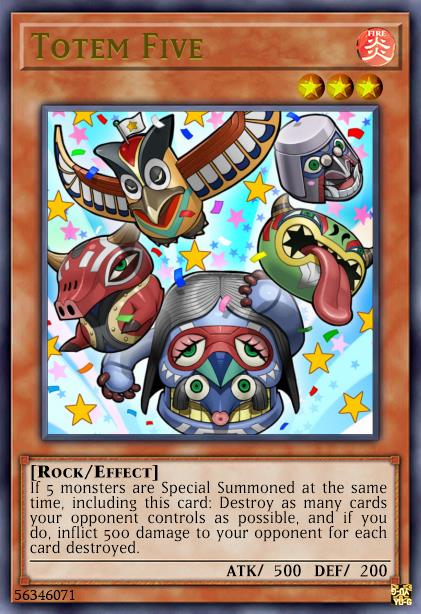 Totem Five
FIRE
炎
[Rock/Effect]
If 5 monsters are Special Summoned at the same
time, including this card: Destroy as many cards
your opponent controls as possible, and if you
do, inflict 500 damage to your opponent for each
card destroyed.
ATK/ 500 DEF/ 200
56346071